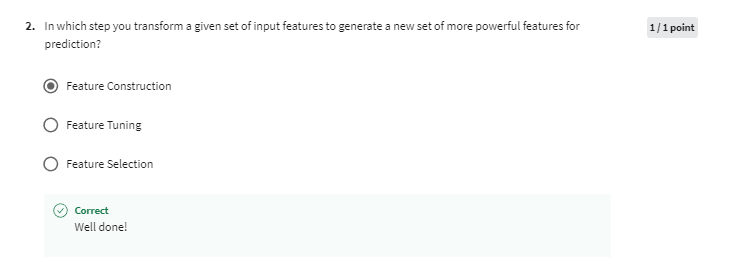 2. In which step you transform a given set of input features to generate a new set of more powerful features for
prediction?
1 / 1 point
Feature Construction
Feature Tuning
Feature Selection
Correct
Well done!